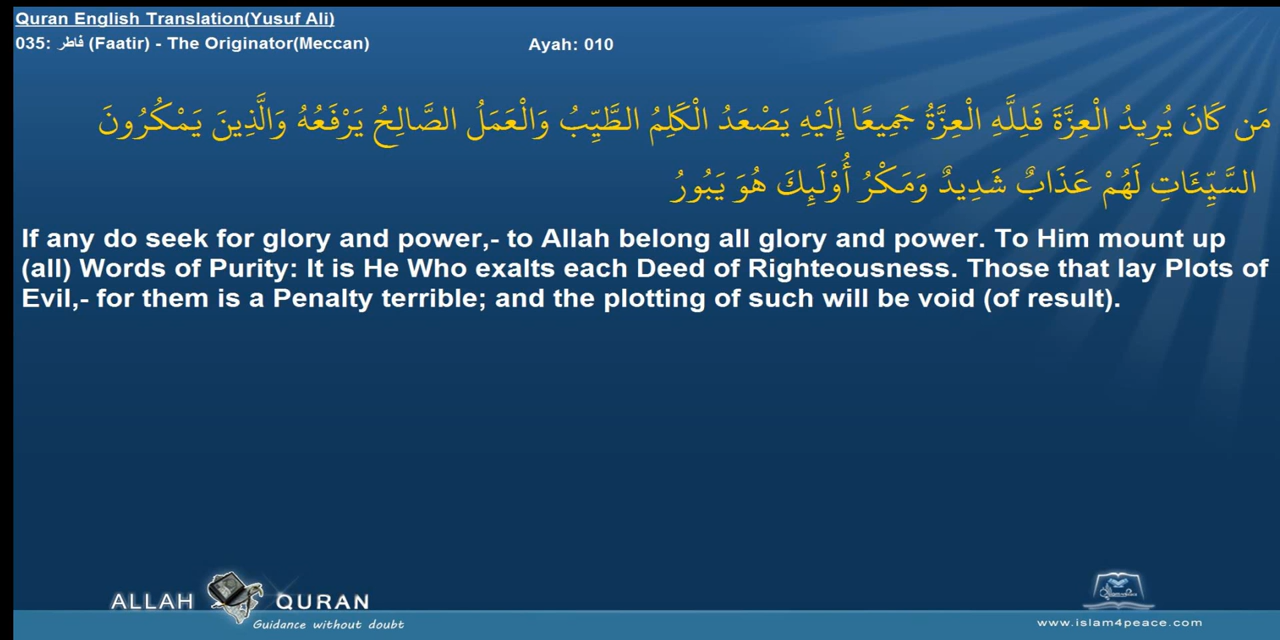 Quran English Translation(Yusuf Ali)
035: فاطر (Faatir) - The Originator(Meccan) Ayah: 010
مَن كَانَ يُرِيدُ الْعِزَّةَ فَلِلَّهِ الْعِزَّةُ جَمِيعًا إِلَيْهِ يَصْعَدُ الْكَلِمُ الطَّيِّبُ وَالْعَمَلُ الصَّالِحُ يَرْفَعُهُ وَالَّذِينَ يَمْكُرُونَ
السَّيِّئَاتِ لَهُمْ عَذَابٌ شَدِيدٌ وَمَكْرُ أُوْلَئِكَ هُوَ يَبُورُ
If any do seek for glory and power,- to Allah belong all glory and power. To Him mount up
(all) Words of Purity: It is He Who exalts each Deed of Righteousness. Those that lay Plots of
Evil,- for them is a Penalty terrible; and the plotting of such will be void (of result).
ALLAH QURAN
Guidance without doubt
www.islam4peace.com